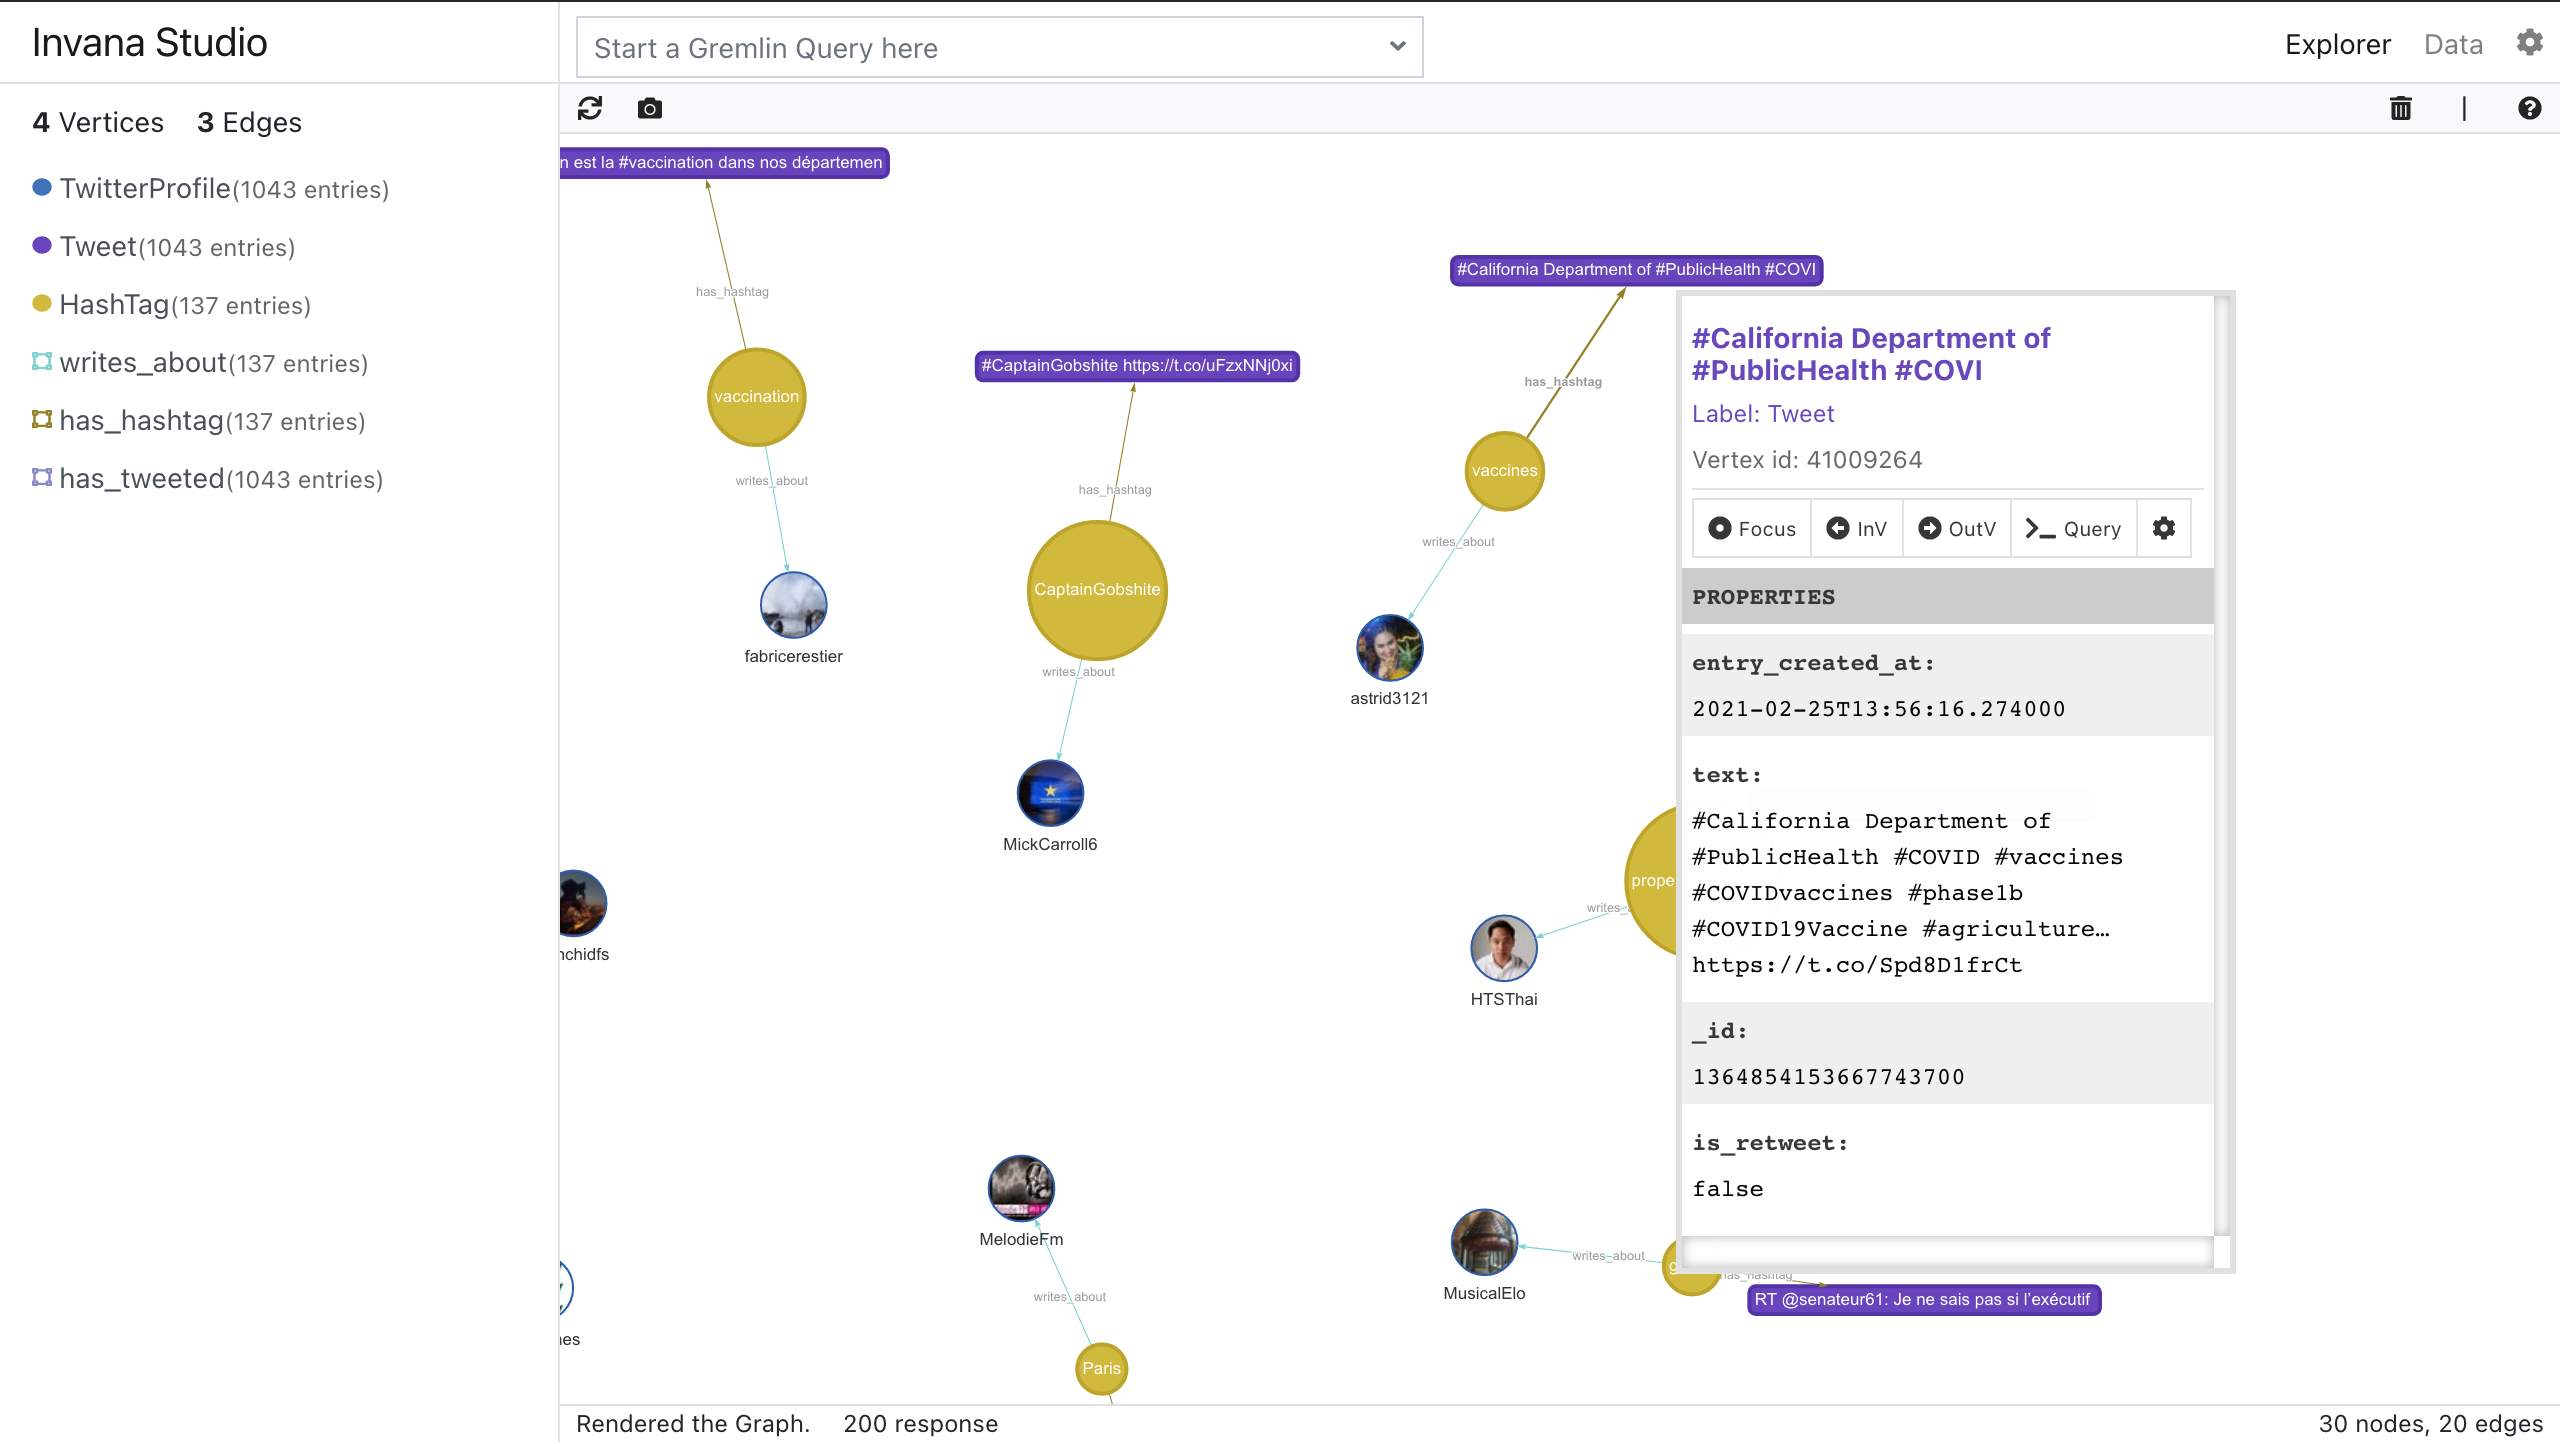 Invana Studio
Start a Gremlin Query here
Explorer Data
4 Vertices 3 Edges
TwitterProfile(1043 entries)
Tweet(1043 entries)
HashTag(137 entries)
writes_about(137 entries)
has_hashtag(137 entries)
has_tweeted(1043 entries)
est la #vaccination dans nos départemen
has_hashtag
vaccination
writes_about
fabricerestier
#CaptainGobshite https://t.co/uFzxNNj0xi
has_hashtag
CaptainGobshite
writes_about
MickCarroll6
#California Department of #PublicHealth #COVI
has_hashtag
vaccines
writes_about
astrid3121
HTSThai
MelodieFm
writes_about
Paris
MusicalElo
writes_about
has_hashtag
RT @senateur61: Je ne sais pas si l'exécutif
#California Department of
#PublicHealth #COVI
Label: Tweet
Vertex id: 41009264
Focus InV OutV Query
PROPERTIES
entry_created_at:
2021-02-25T13:56:16.274000
text:
#California Department of
#PublicHealth #COVID #vaccines
#COVIDvaccines #phase1b
#COVID19Vaccine #agriculture…
https://t.co/Spd8D1frCt
_id:
1364854153667743700
is_retweet:
false
Rendered the Graph. 200 response
30 nodes, 20 edges